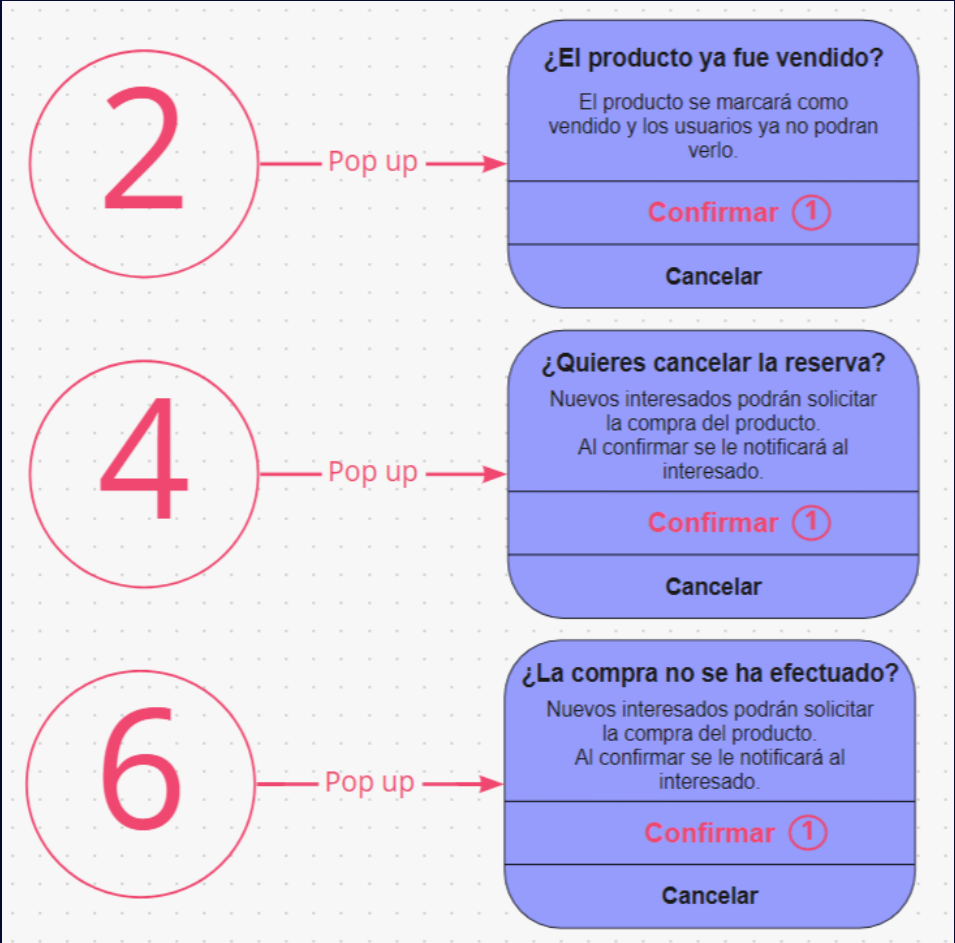 2
Pop up
¿El producto ya fue vendido?
El producto se marcará como
vendido y los usuarios ya no podran
verlo.
Confirmar 1
Cancelar
4
Pop up
¿Quieres cancelar la reserva?
Nuevos interesados podrán solicitar
la compra del producto.
Al confirmar se le notificará al
interesado.
Confirmar 1
Cancelar
6
Pop up
¿La compra no se ha efectuado?
Nuevos interesados podrán solicitar
la compra del producto.
Al confirmar se le notificará al
interesado.
Confirmar 1
Cancelar